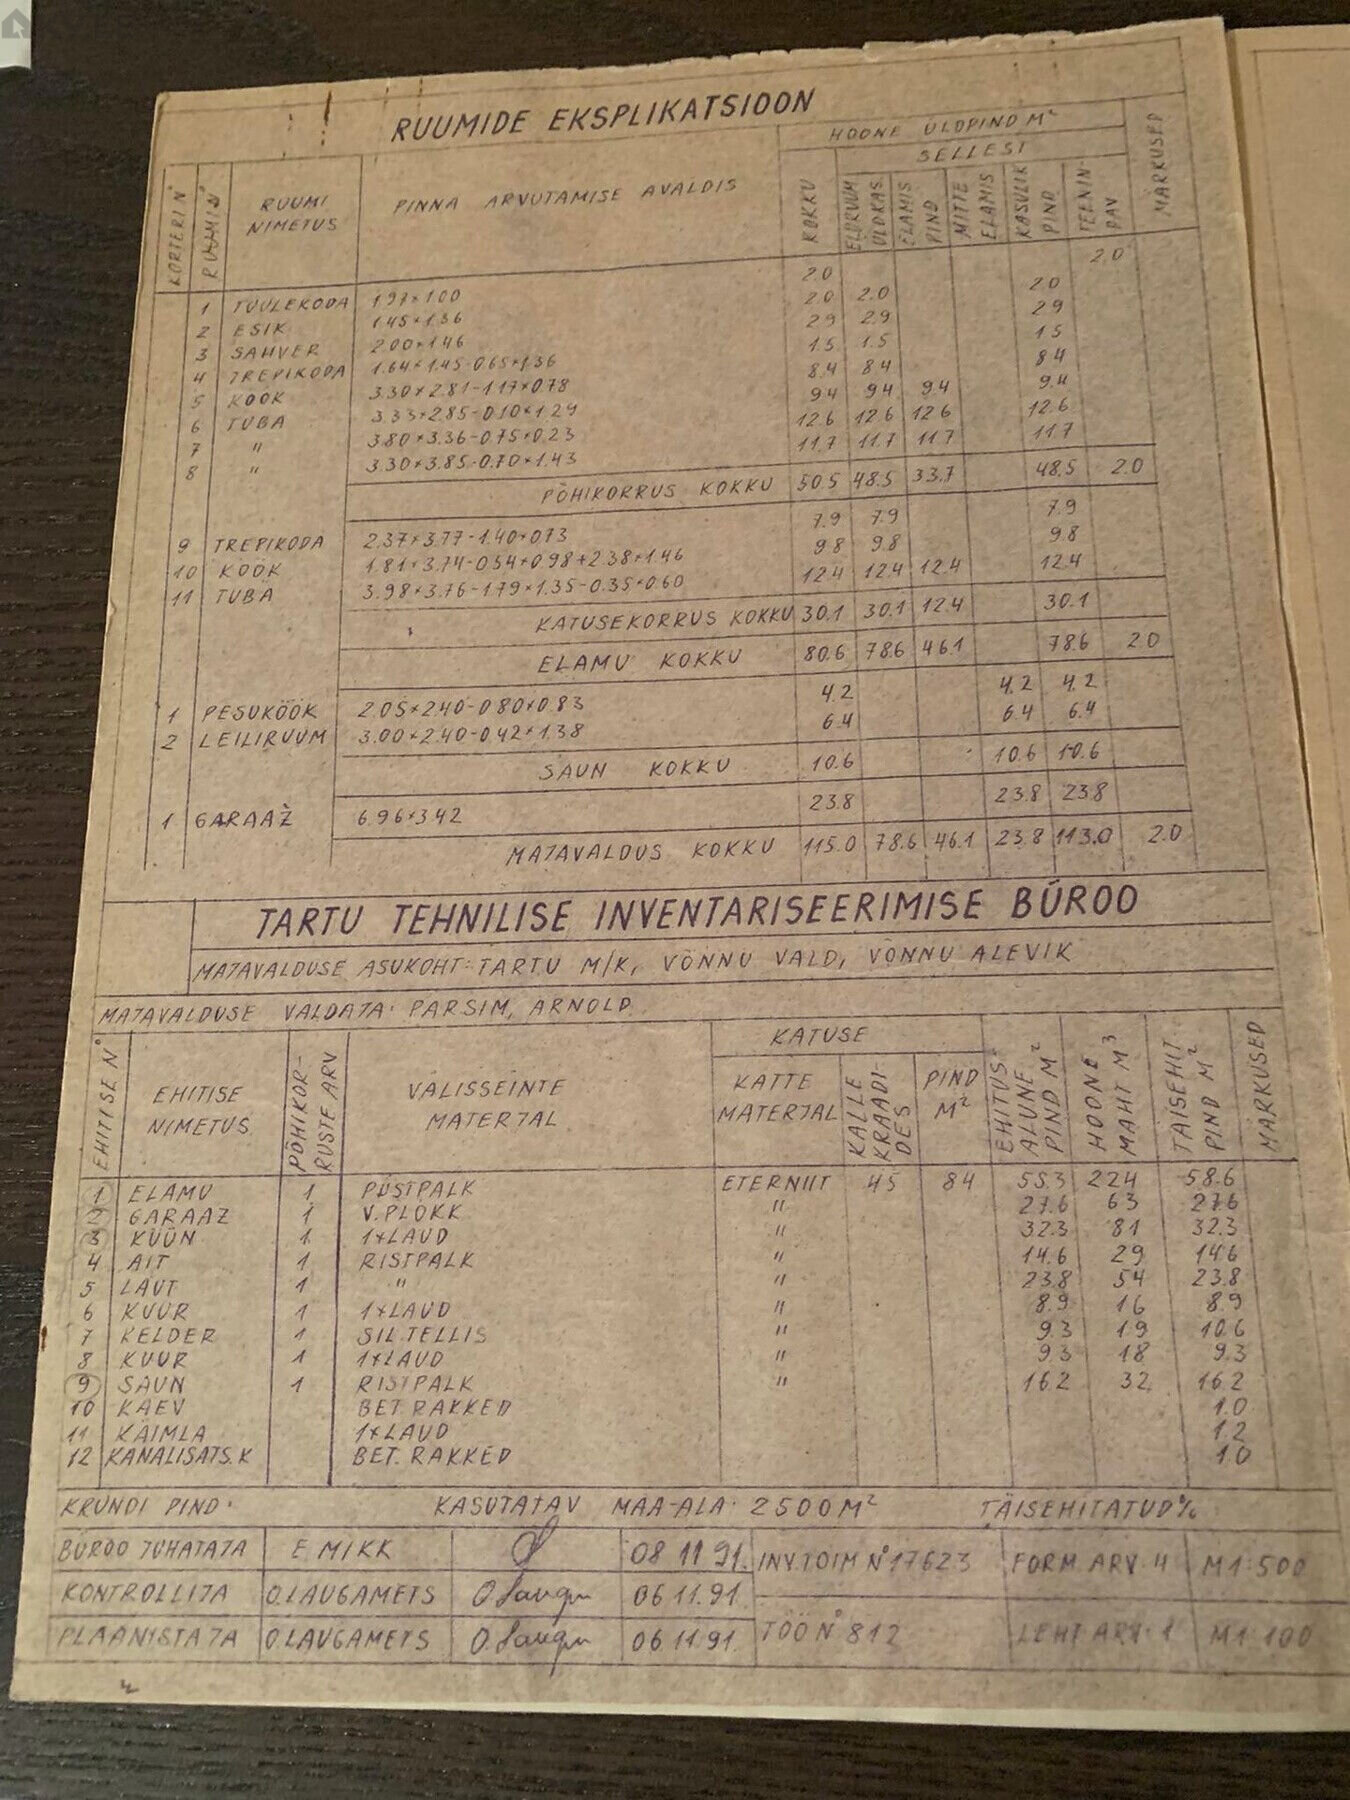 RUUMIDE EKSPLIKATSIOON
KORTERI N° RUUMI N° RUUMI NIMETUS PINNA ARVUTAMISE AVALDIS HOONE ÜLDPIND M² MÄRKUSED
SELLEST
KOKKU ELURUUM ÜLDKAS. ELAMIS PIND MITTE ELAMIS KASULIK PIND TEENIN- DAV
1 TUULEKODA 1.97×1.00 2.0 2.0
2 ESIK 1.45×1.36 2.0 2.0 2.0
3 SAHVER 2.00×1.46 2.9 2.9 2.9
4 TREPIKODA 1.64×1.45-0.65×1.36 1.5 1.5 1.5
5 KÖÖK 3.30×2.81-1.17×0.78 8.4 8.4 8.4
6 TUBA 3.33×2.85-0.10×1.29 9.4 9.4 9.4 9.4
7 " 3.80×3.36-0.75×0.23 12.6 12.6 12.6 12.6
8 " 3.30×3.85-0.70×1.43 11.7 11.7 11.7 11.7
PÕHIKORRUS KOKKU 50.5 48.5 33.7 48.5 2.0
9 TREPIKODA 2.37×3.77-1.40×0.73 7.9 7.9 7.9
10 KÖÖK 1.81×3.74-0.54×0.98+2.38×1.46 9.8 9.8 9.8
11 TUBA 3.98×3.76-1.79×1.35-0.35×0.60 12.4 12.4 12.4 12.4
KATUSEKORRUS KOKKU 30.1 30.1 12.4 30.1
ELAMU KOKKU 80.6 78.6 46.1 78.6 2.0
1 PESUKÖÖK 2.05×2.40-0.80×0.83 4.2 4.2 4.2
2 LEILIRUUM 3.00×2.40-0.42×1.38 6.4 6.4 6.4
SAUN KOKKU 10.6 10.6 10.6
1 GARAAŽ 6.96×3.42 23.8 23.8 23.8
MAJAVALDUS KOKKU 115.0 78.6 46.1 23.8 113.0 2.0
TARTU TEHNILISE INVENTARISEERIMISE BÜROO
MAJAVALDUSE ASUKOHT: TARTU M/K, VÕNNU VALD, VÕNNU ALEVIK
MAJAVALDUSE VALDAJA: PÄRSIM, ARNOLD
EHITISE N° EHITISE NIMETUS PÕHIKOR- RUSTE ARV VÄLISSEINTE MATERJAL KATUSE EHITUS- ALUNE PIND M² HOONE MAHT M³ TÄISEHIT. PIND M² MÄRKUSED
KATTE MATERJAL KALLE KRAADI- DES PIND M²
1 ELAMU 1 PÜSTPALK ETERNIIT 45 84 55.3 224 58.6
2 GARAAŽ 1 V.PLOKK " 27.6 63 27.6
3 KÜÜN 1 1×LAUD " 32.3 81 32.3
4 AIT 1 RISTPALK " 14.6 29 14.6
5 LAUT 1 " " 23.8 54 23.8
6 KUUR 1 1×LAUD " 8.9 16 8.9
7 KELDER 1 SIL.TELLIS " 9.3 19 10.6
8 KUUR 1 1×LAUD " 9.3 18 9.3
9 SAUN 1 RISTPALK " 16.2 32 16.2
10 KAEV BET. RAKKED 1.0
11 KÄIMLA 1×LAUD 1.2
12 KANALISATS.K BET. RAKKED 1.0
KRUNDI PIND: KASUTATAV MAA-ALA: 2500 M² TÄISEHITATUD %
BÜROO JUHATAJA E. MIKK 08 11 91. INV.TOIM N° 17623 FORM. ARV. 4 M 1:500
KONTROLLIJA O. LAUGAMETS 06.11.91. TÖÖ N° 812 LEHT. ARV. 1 M 1:100
PLAANISTAJA O. LAUGAMETS 06.11.91.